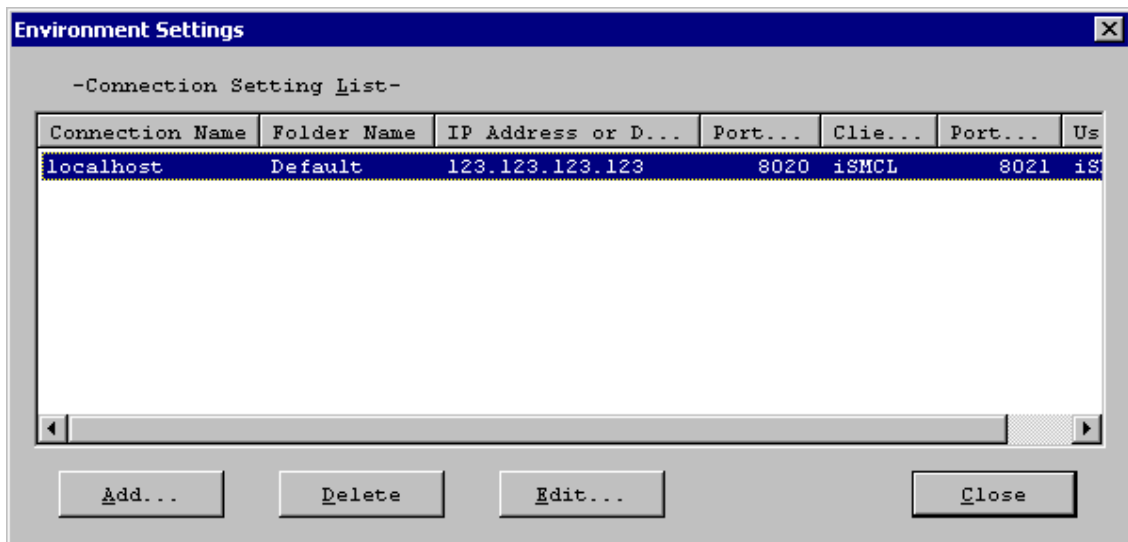 Environment Settings
-Connection Setting List-
Connection Name Folder Name IP Address or D... Port... Clie... Port... Us
localhost Default 123.123.123.123 8020 iSMCL 8021 iS
Add... Delete Edit... Close